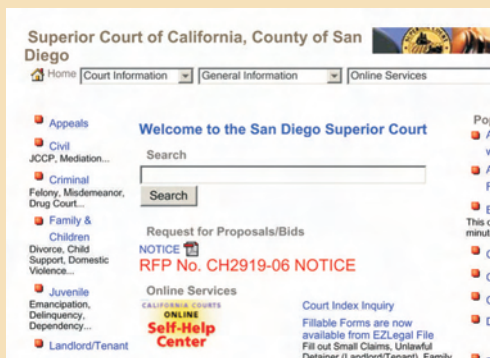 Superior Court of California, County of San
Diego
Home
Court Information
General Information
Online Services
Appeals
Civil
JCCP, Mediation...
Criminal
Felony, Misdemeanor,
Drug Court...
Family &
Children
Divorce, Child
Support, Domestic
Violence...
Juvenile
Emancipation,
Delinquency,
Dependency...
Landlord/Tenant
Welcome to the San Diego Superior Court
Search
Search
Request for Proposals/Bids
NOTICE
RFP No. CH2919-06 NOTICE
Online Services
CALIFORNIA COURTS
ONLINE
Self-Help
Center
Court Index Inquiry
Fillable Forms are now
available from EZLegal File
Fill out Small Claims, Unlawful
Detainer (Landlord/Tenant), Family